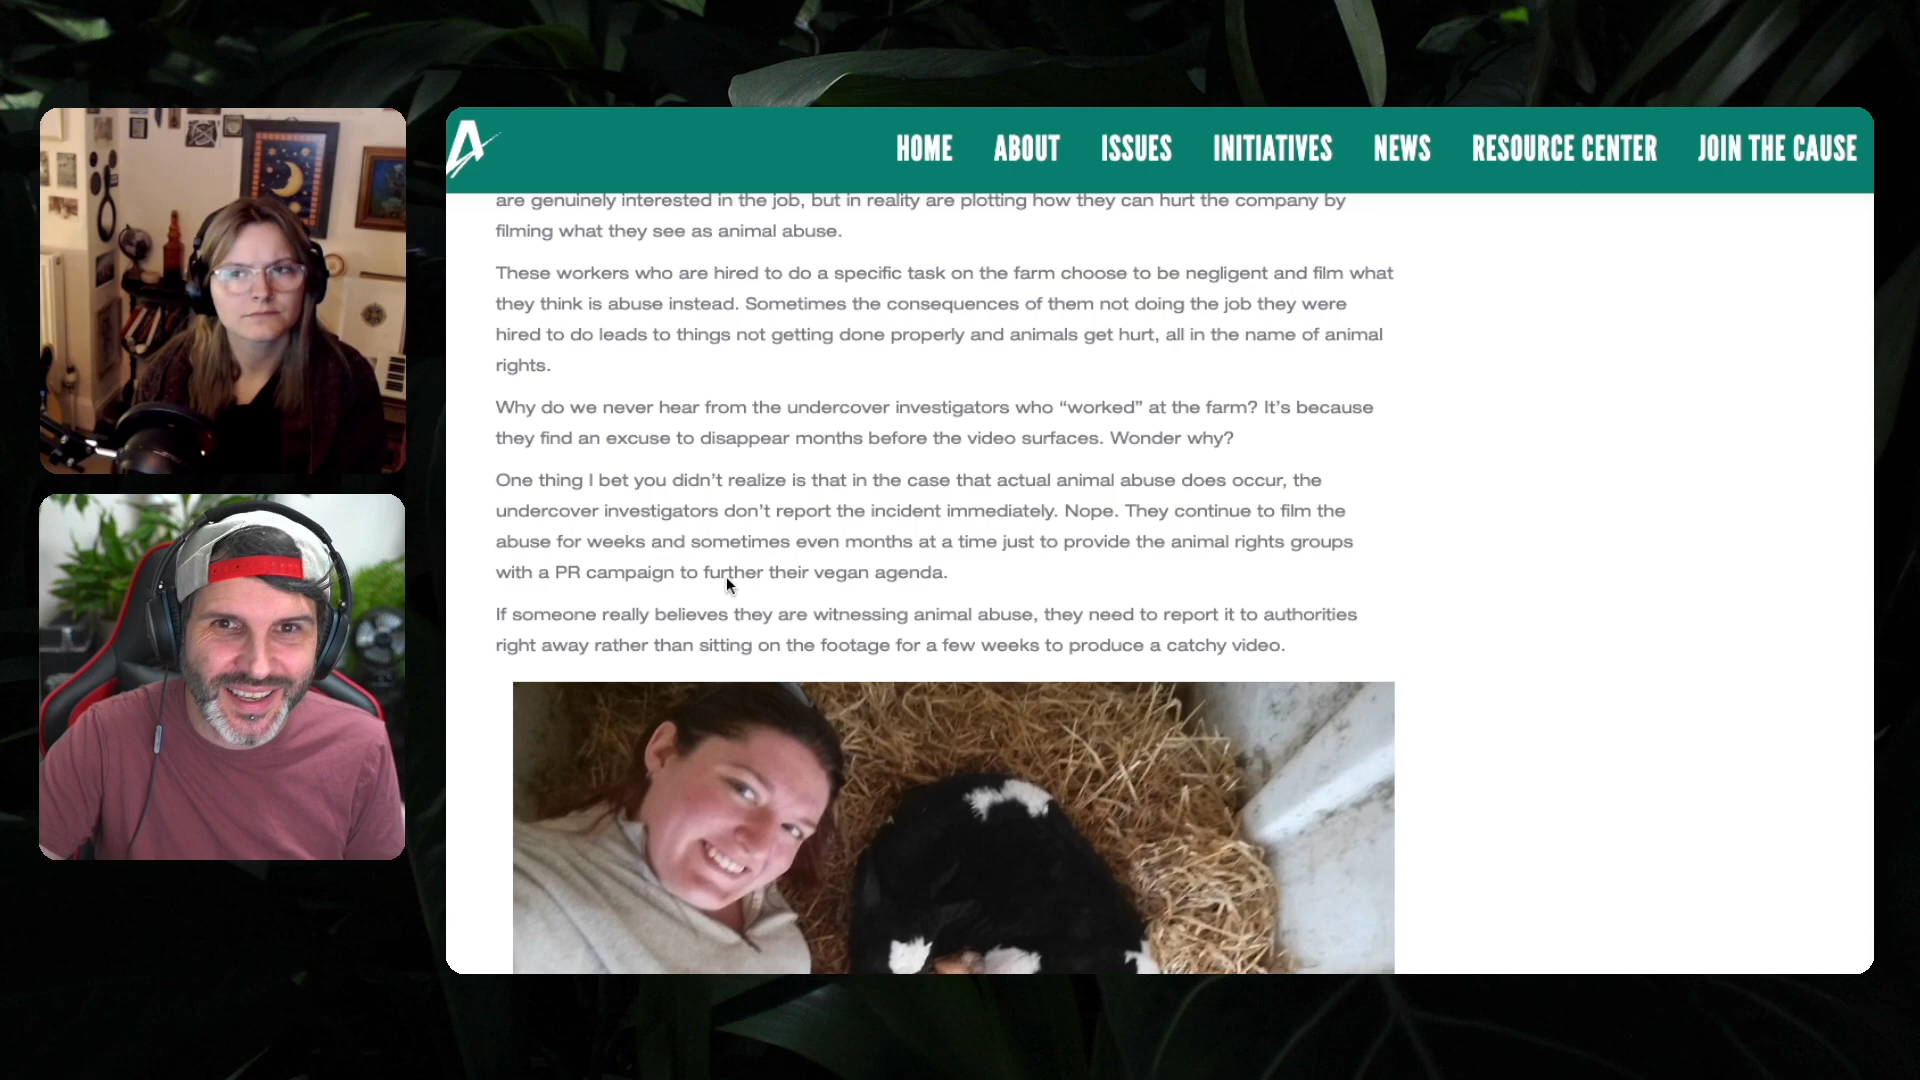 HOME ABOUT ISSUES INITIATIVES NEWS RESOURCE CENTER JOIN THE CAUSE
are genuinely interested in the job, but in reality are plotting how they can hurt the company by
filming what they see as animal abuse.
These workers who are hired to do a specific task on the farm choose to be negligent and film what
they think is abuse instead. Sometimes the consequences of them not doing the job they were
hired to do leads to things not getting done properly and animals get hurt, all in the name of animal
rights.
Why do we never hear from the undercover investigators who “worked” at the farm? It’s because
they find an excuse to disappear months before the video surfaces. Wonder why?
One thing I bet you didn’t realize is that in the case that actual animal abuse does occur, the
undercover investigators don’t report the incident immediately. Nope. They continue to film the
abuse for weeks and sometimes even months at a time just to provide the animal rights groups
with a PR campaign to further their vegan agenda.
If someone really believes they are witnessing animal abuse, they need to report it to authorities
right away rather than sitting on the footage for a few weeks to produce a catchy video.